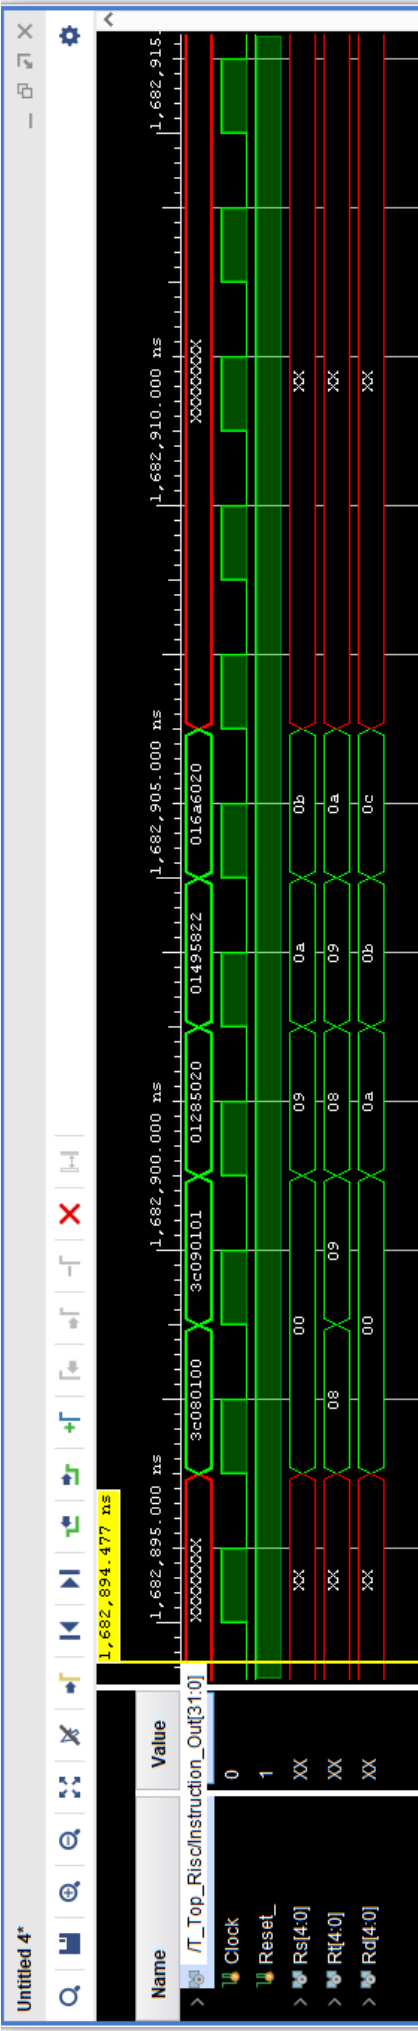 Untitled 4*
1,682,894.477 ns
Name Value
1,682,895.000 ns 1,682,900.000 ns 1,682,905.000 ns 1,682,910.000 ns 1,682,915.
/T_Top_Risc/Instruction_Out[31:0] XXXXXXXX 3c080100 3c090101 01285020 01495822 016a6020 XXXXXXXX
Clock 0
Reset_ 1
Rs[4:0] XX XX 00 09 0a 0b XX
Rt[4:0] XX XX 08 09 08 09 0a XX
Rd[4:0] XX XX 00 0a 0b 0c XX